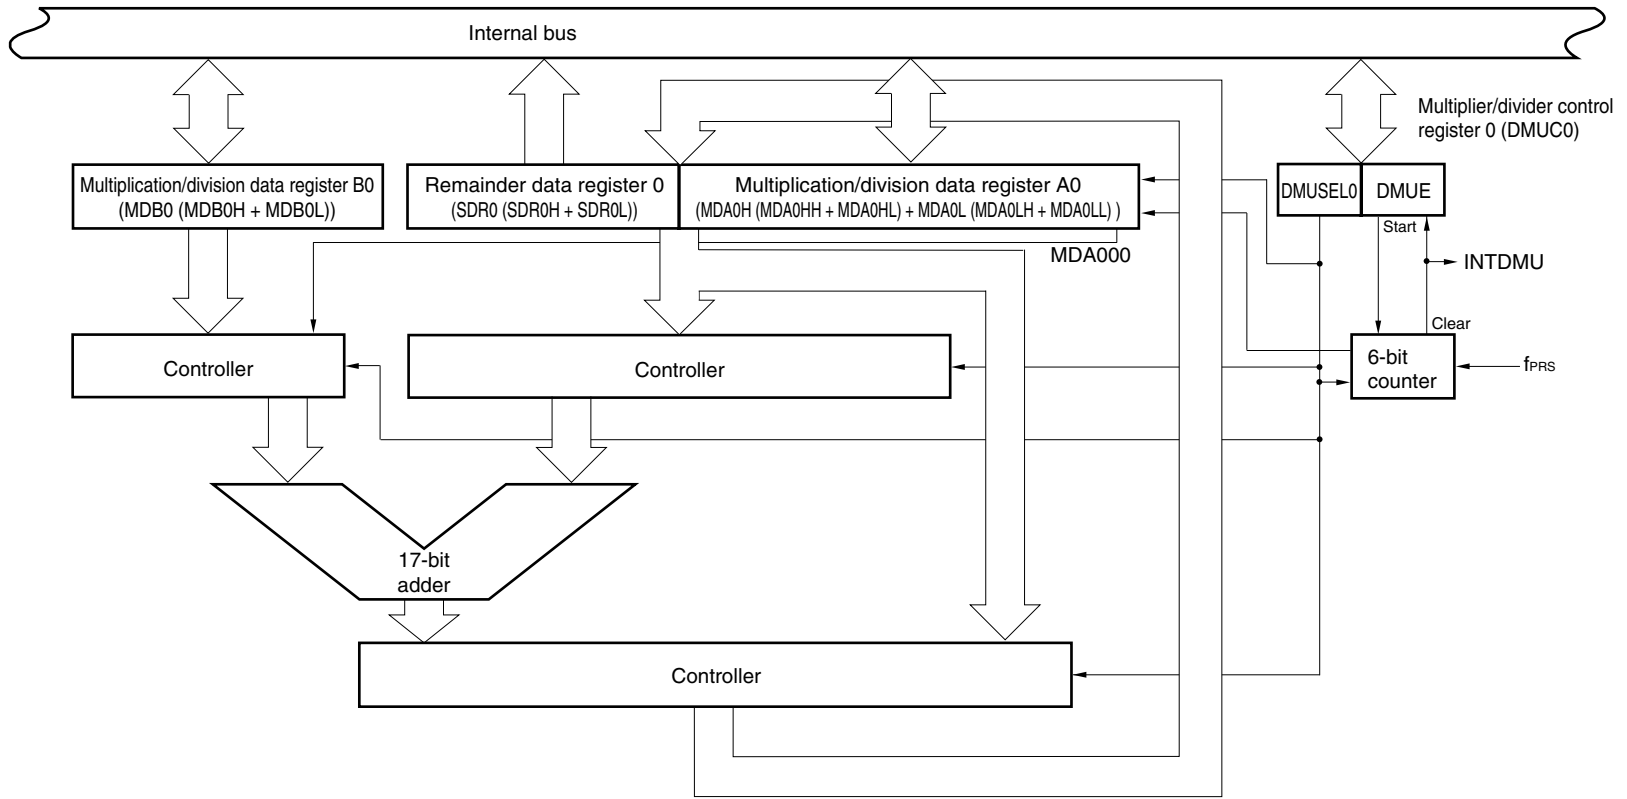 Internal bus
Multiplier/divider control
register 0 (DMUC0)
Multiplication/division data register B0
(MDB0 (MDB0H + MDB0L))
Remainder data register 0
(SDR0 (SDR0H + SDR0L))
Multiplication/division data register A0
(MDA0H (MDA0HH + MDA0HL) + MDA0L (MDA0LH + MDA0LL) )
DMUSEL0
DMUE
Start
MDA000
INTDMU
Clear
Controller
Controller
6-bit
counter
fPRS
17-bit
adder
Controller